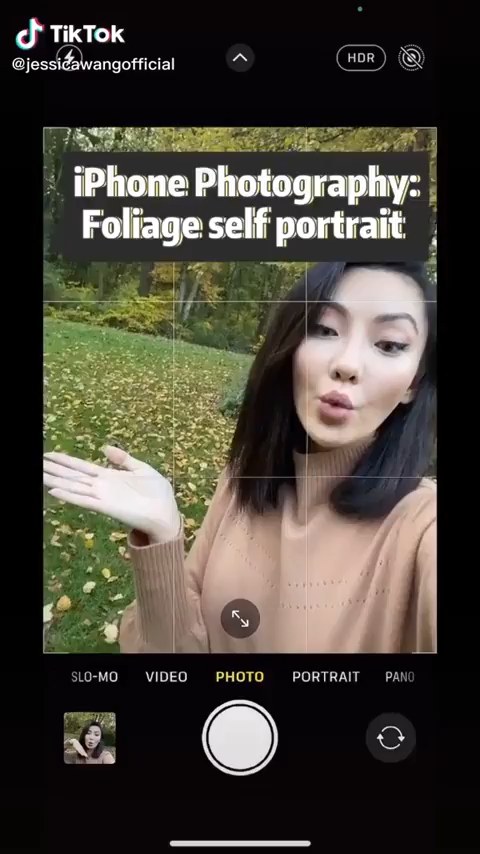 TikTok
@jessicawangofficial
HDR
iPhone Photography:
Foliage self portrait
SLO-MO VIDEO PHOTO PORTRAIT PANO